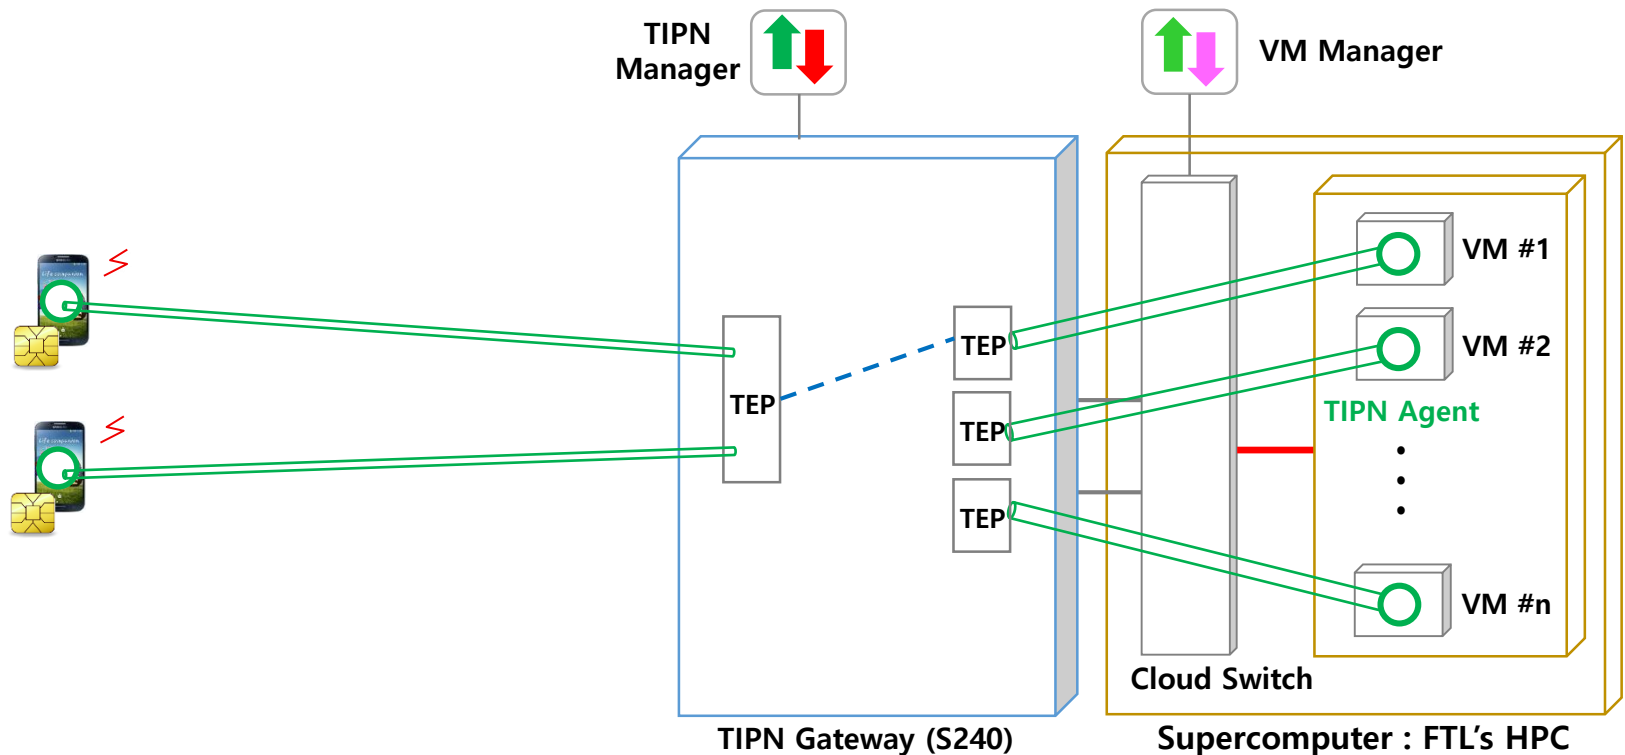 TIPN
Manager
VM Manager
VM #1
TEP
VM #2
TEP
TIPN Agent
TEP
TEP
VM #n
Cloud Switch
TIPN Gateway (S240)
Supercomputer : FTL's HPC